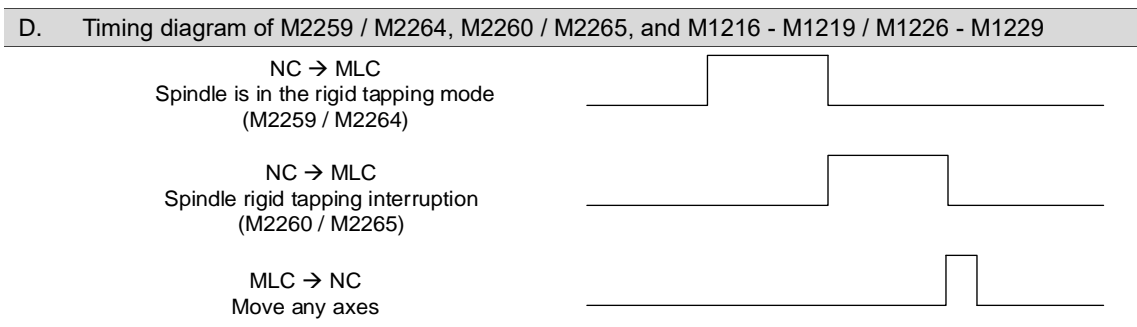 D. Timing diagram of M2259 / M2264, M2260 / M2265, and M1216 - M1219 / M1226 - M1229
NC → MLC
Spindle is in the rigid tapping mode
(M2259 / M2264)
NC → MLC
Spindle rigid tapping interruption
(M2260 / M2265)
MLC → NC
Move any axes